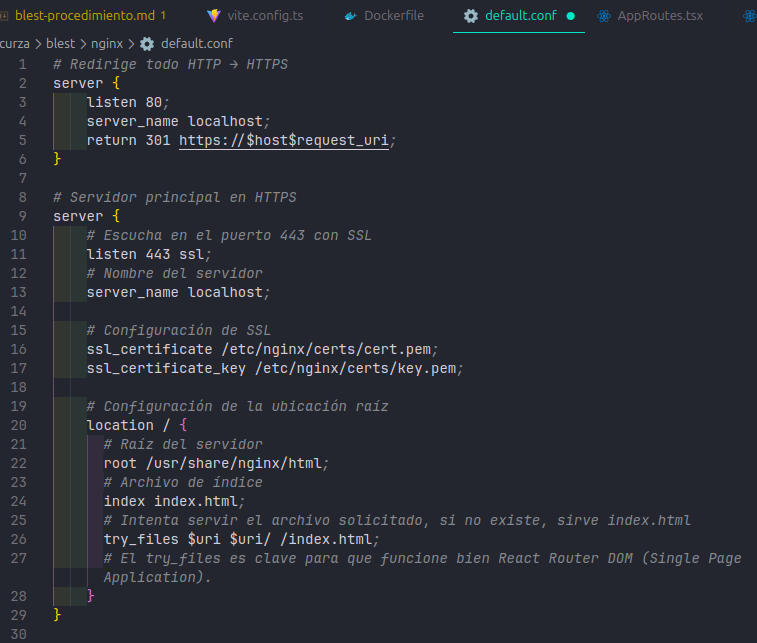 blest-procedimiento.md 1 vite.config.ts Dockerfile default.conf AppRoutes.tsx
curza > blest > nginx > default.conf
1 # Redirige todo HTTP → HTTPS
2 server {
3 listen 80;
4 server_name localhost;
5 return 301 https://$host$request_uri;
6 }
7
8 # Servidor principal en HTTPS
9 server {
10 # Escucha en el puerto 443 con SSL
11 listen 443 ssl;
12 # Nombre del servidor
13 server_name localhost;
14
15 # Configuración de SSL
16 ssl_certificate /etc/nginx/certs/cert.pem;
17 ssl_certificate_key /etc/nginx/certs/key.pem;
18
19 # Configuración de la ubicación raíz
20 location / {
21 # Raíz del servidor
22 root /usr/share/nginx/html;
23 # Archivo de índice
24 index index.html;
25 # Intenta servir el archivo solicitado, si no existe, sirve index.html
26 try_files $uri $uri/ /index.html;
27 # El try_files es clave para que funcione bien React Router DOM (Single Page
Application).
28 }
29 }
30